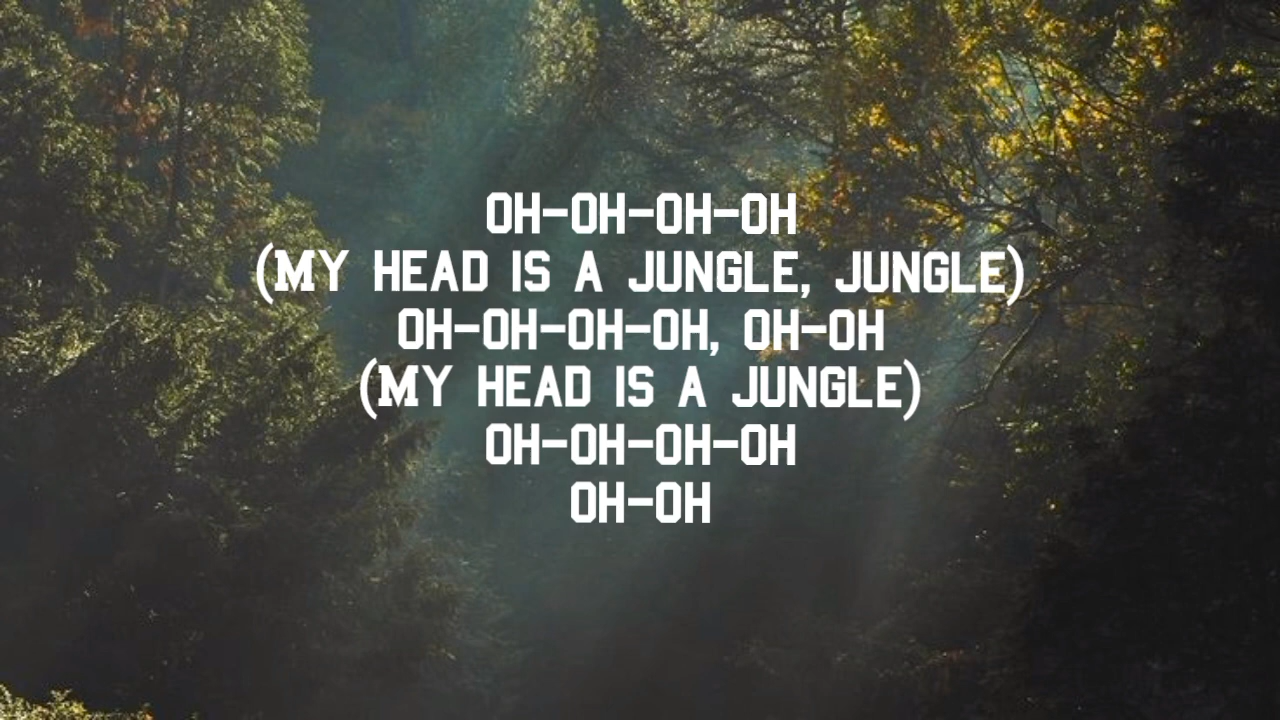 OH-OH-OH-OH
(MY HEAD IS A JUNGLE, JUNGLE)
OH-OH-OH-OH, OH-OH
(MY HEAD IS A JUNGLE)
OH-OH-OH-OH
OH-OH